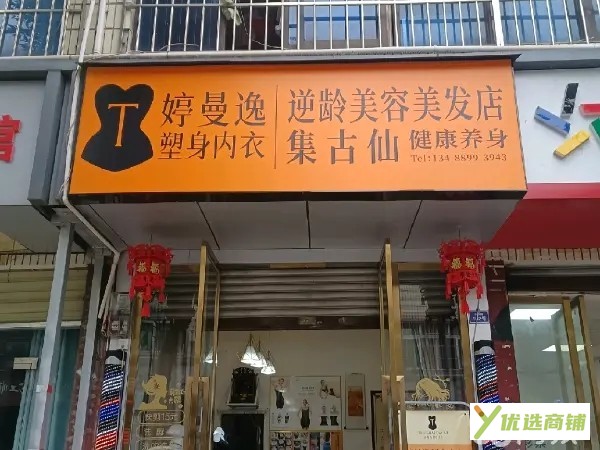 T
婷曼逸
塑身内衣
逆龄美容美发店
集古仙 健康养身
Tel:134 8899 3943
馆
优选商铺